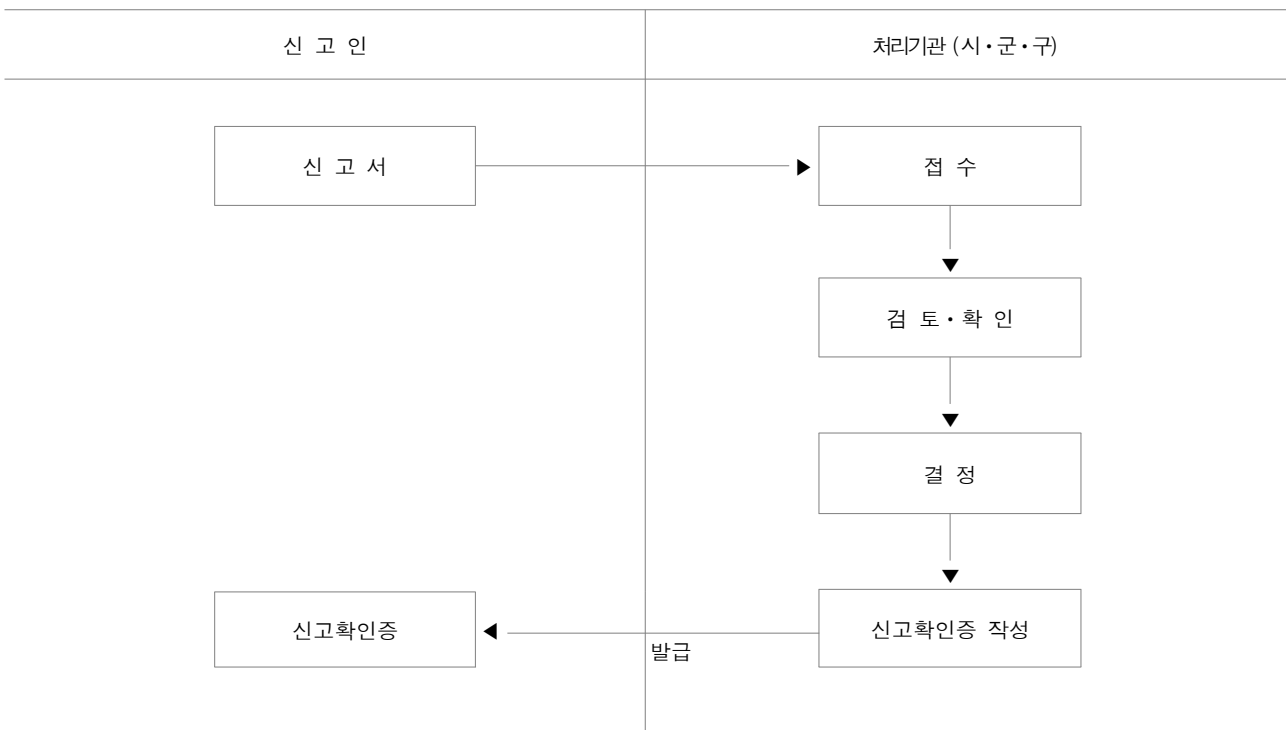 신 고 인
처리기관 (시・군・구)
신 고 서
접 수
검 토・확 인
결 정
신고확인증
신고확인증 작성
발급